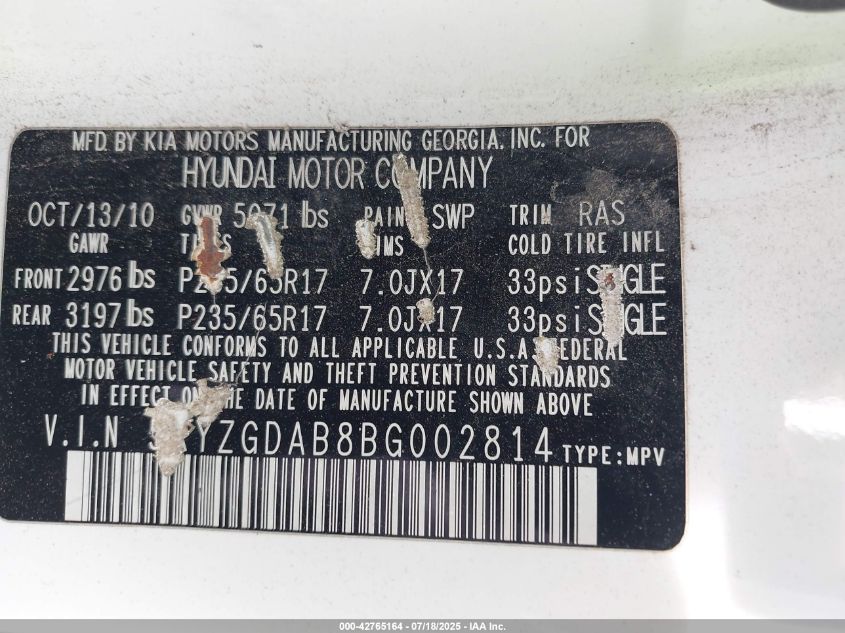 MFD. BY KIA MOTORS MANUFACTURING GEORGIA. INC. FOR
HYUNDAI MOTOR COMPANY
OCT/13/10 GVWR lbs SWP TRIM RAS
GAWR COLD TIRE INFL
FRONT 2976 lbs 7.0JX17 33psi
REAR 3197 lbs P235/65R17 7.0JX17 33psi
THIS VEHICLE CONFORMS TO ALL APPLICABLE U.S.A. FEDERAL
MOTOR VEHICLE SAFETY AND THEFT PREVENTION STANDARDS
IN EFFECT ON THE DATE OF MANUFACTURE SHOWN ABOVE
V.I.N YZGDAB8BG002814 TYPE:MPV
000-42765164 - 07/18/2025 - IAA Inc.